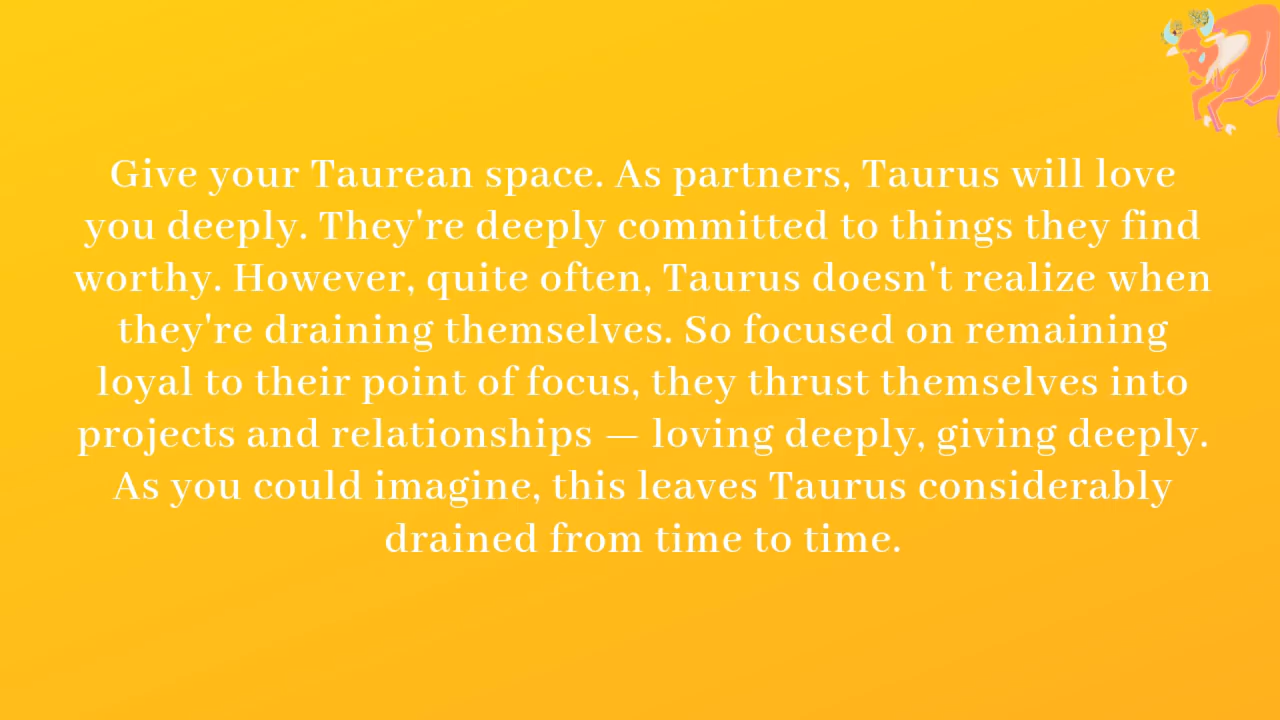 Give your Taurean space. As partners, Taurus will love
you deeply. They're deeply committed to things they find
worthy. However, quite often, Taurus doesn't realize when
they're draining themselves. So focused on remaining
loyal to their point of focus, they thrust themselves into
projects and relationships — loving deeply, giving deeply.
As you could imagine, this leaves Taurus considerably
drained from time to time.